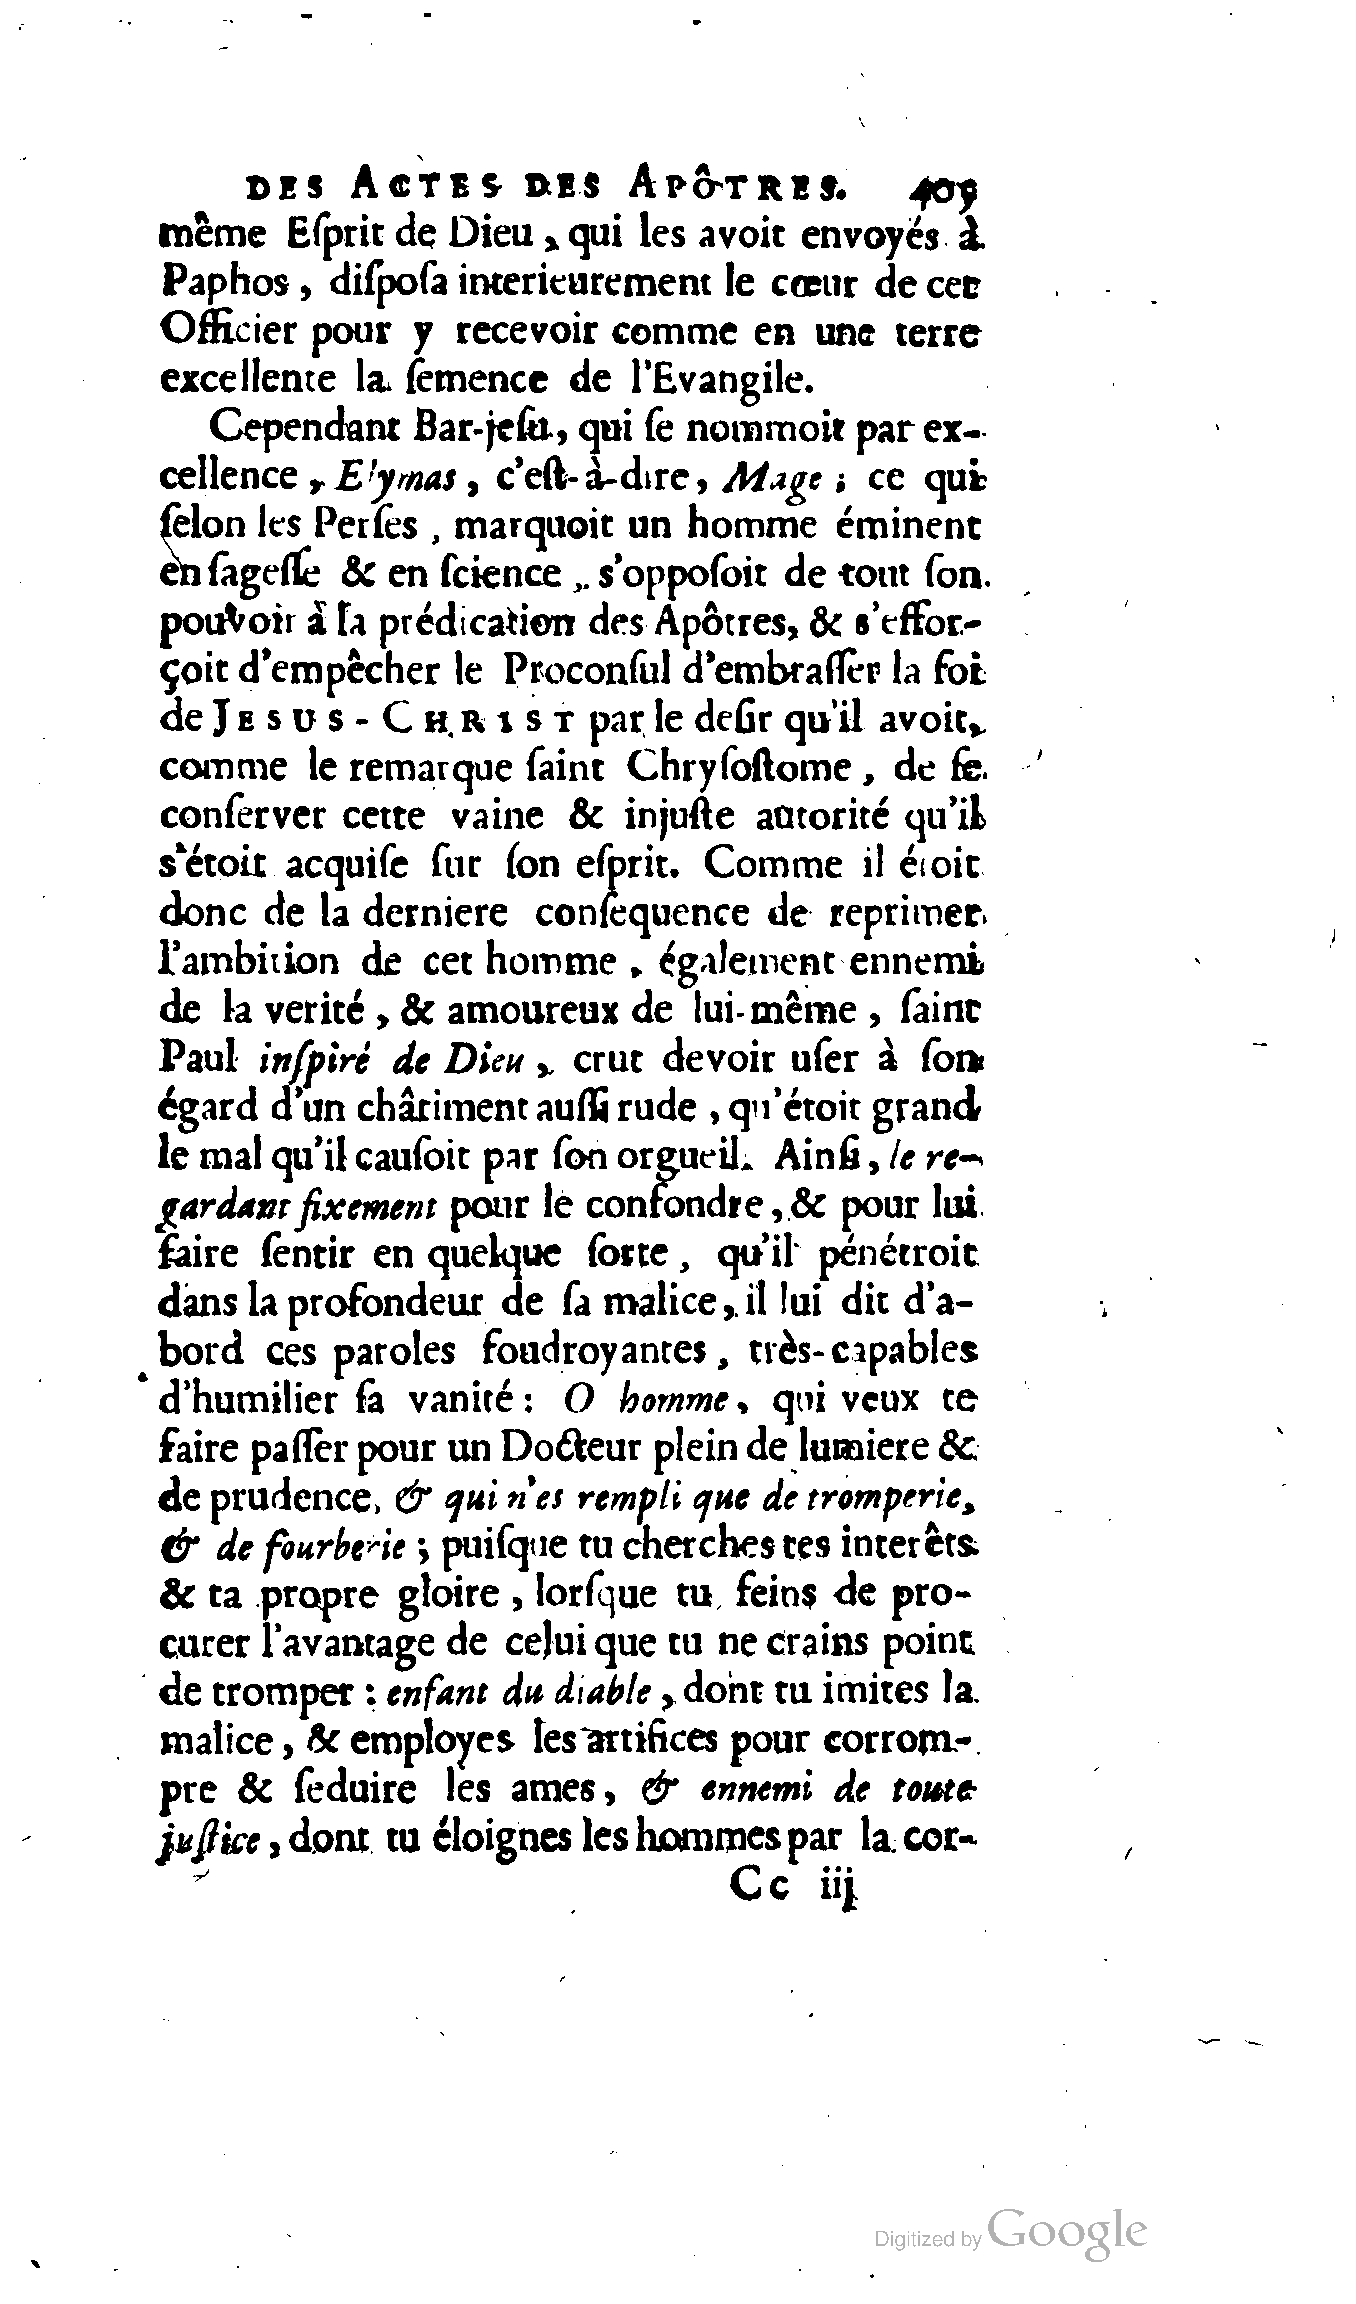 DES ACTES DES APÔTRES. 405
même Eſprit de Dieu, qui les avoit envoyés à
Paphos, diſpoſa interieurement le cœur de cet
Officier pour y recevoir comme en une terre
excellente la ſemence de l'Evangile.
Cependant Bar-jeſu, qui ſe nommoit par ex-
cellence, Elymas, c'eſt-à-dire, Mage; ce qui
ſelon les Perſes, marquoit un homme éminent
en ſageſſe & en ſcience, s'oppoſoit de tout ſon
pouvoir à la prédication des Apôtres, & s'effor-
çoit d'empêcher le Proconſul d'embraſſer la foi
de JESUS-CHRIST par le deſir qu'il avoit,
comme le remarque ſaint Chryſoſtome, de ſe
conſerver cette vaine & injuſte autorité qu'il
s'étoit acquiſe ſur ſon eſprit. Comme il étoit
donc de la derniere conſequence de reprimer
l'ambition de cet homme, également ennemi
de la verité, & amoureux de lui-même, ſaint
Paul inſpiré de Dieu, crut devoir uſer à ſon
égard d'un châtiment auſſi rude, qu'étoit grand
le mal qu'il cauſoit par ſon orgueil. Ainſi, le re-
gardant fixement pour le confondre, & pour lui
faire ſentir en quelque ſorte, qu'il pénétroit
dans la profondeur de ſa malice, il lui dit d'a-
bord ces paroles foudroyantes, très-capables
d'humilier ſa vanité: O homme, qui veux te
faire paſſer pour un Docteur plein de lumiere &
de prudence, & qui n'es rempli que de tromperie,
& de fourberie; puiſque tu cherches tes interêts
& ta propre gloire, lorſque tu feins de pro-
curer l'avantage de celui que tu ne crains point
de tromper: enfant du diable, dont tu imites la
malice, & employes les artifices pour corrom-
pre & ſeduire les ames, & ennemi de toute
juſtice, dont tu éloignes les hommes par la cor-
Cc iij
Digitized by Google